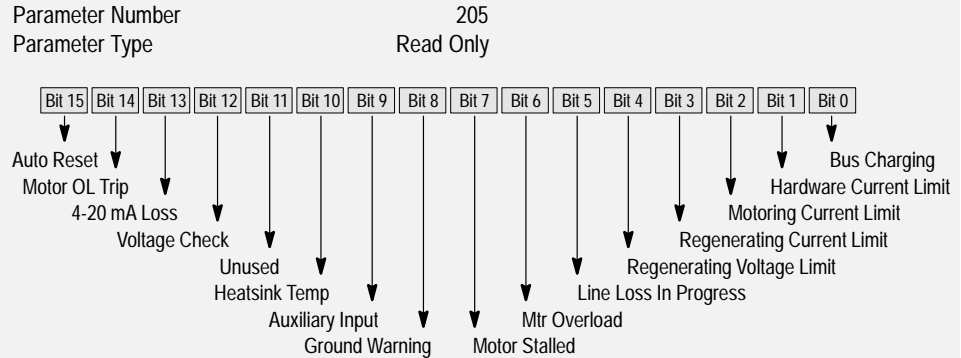 Parameter Number 205
Parameter Type Read Only
Bit 15 Bit 14 Bit 13 Bit 12 Bit 11 Bit 10 Bit 9 Bit 8 Bit 7 Bit 6 Bit 5 Bit 4 Bit 3 Bit 2 Bit 1 Bit 0
Auto Reset Bus Charging
Motor OL Trip Hardware Current Limit
4-20 mA Loss Motoring Current Limit
Voltage Check Regenerating Current Limit
Unused Regenerating Voltage Limit
Heatsink Temp Line Loss In Progress
Auxiliary Input Mtr Overload
Ground Warning Motor Stalled